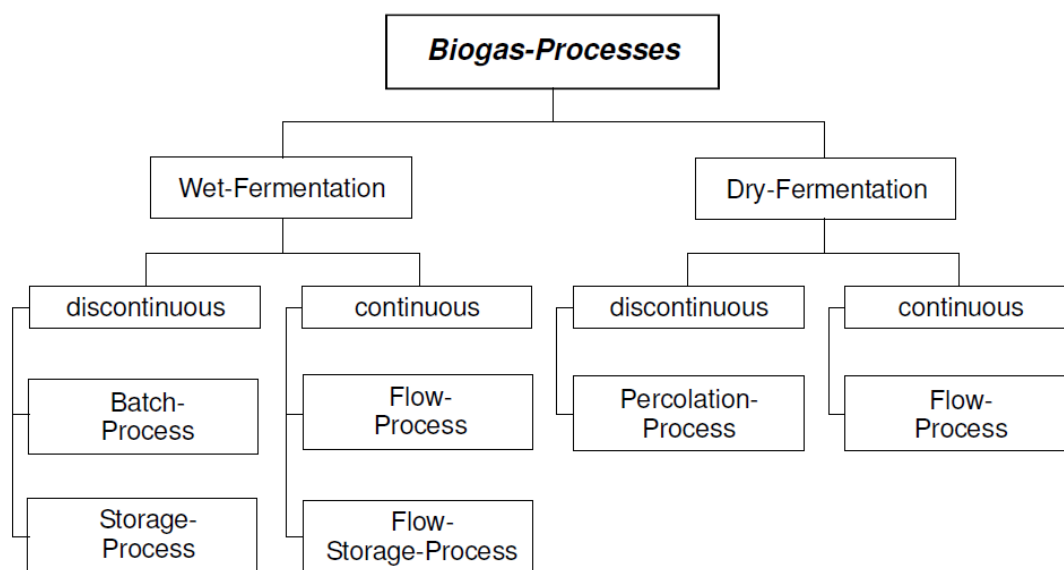 Biogas-Processes
Wet-Fermentation
Dry-Fermentation
discontinuous
continuous
discontinuous
continuous
Batch-
Process
Flow-
Process
Percolation-
Process
Flow-
Process
Storage-
Process
Flow-
Storage-Process